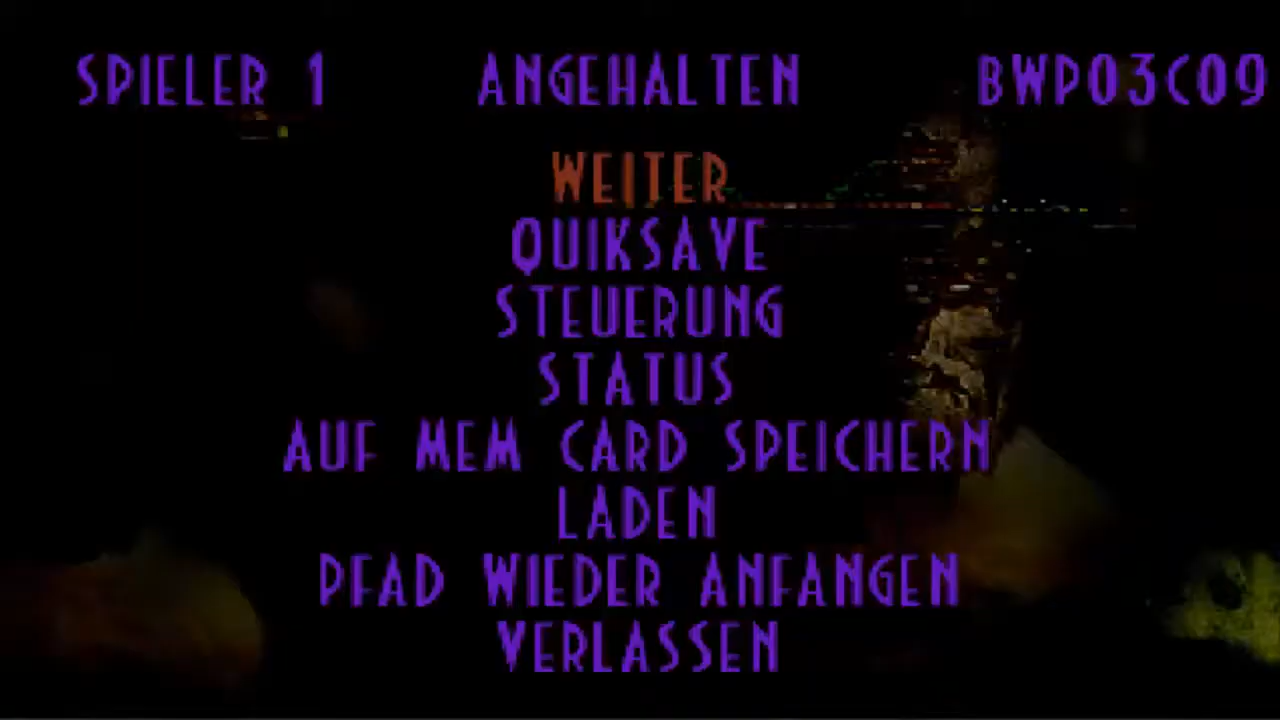 SPIELER 1 ANGEHALTEN BWP03C09
WEITER
QUIKSAVE
STEUERUNG
STATUS
AUF MEM CARD SPEICHERN
LADEN
PFAD WIEDER ANFANGEN
VERLASSEN